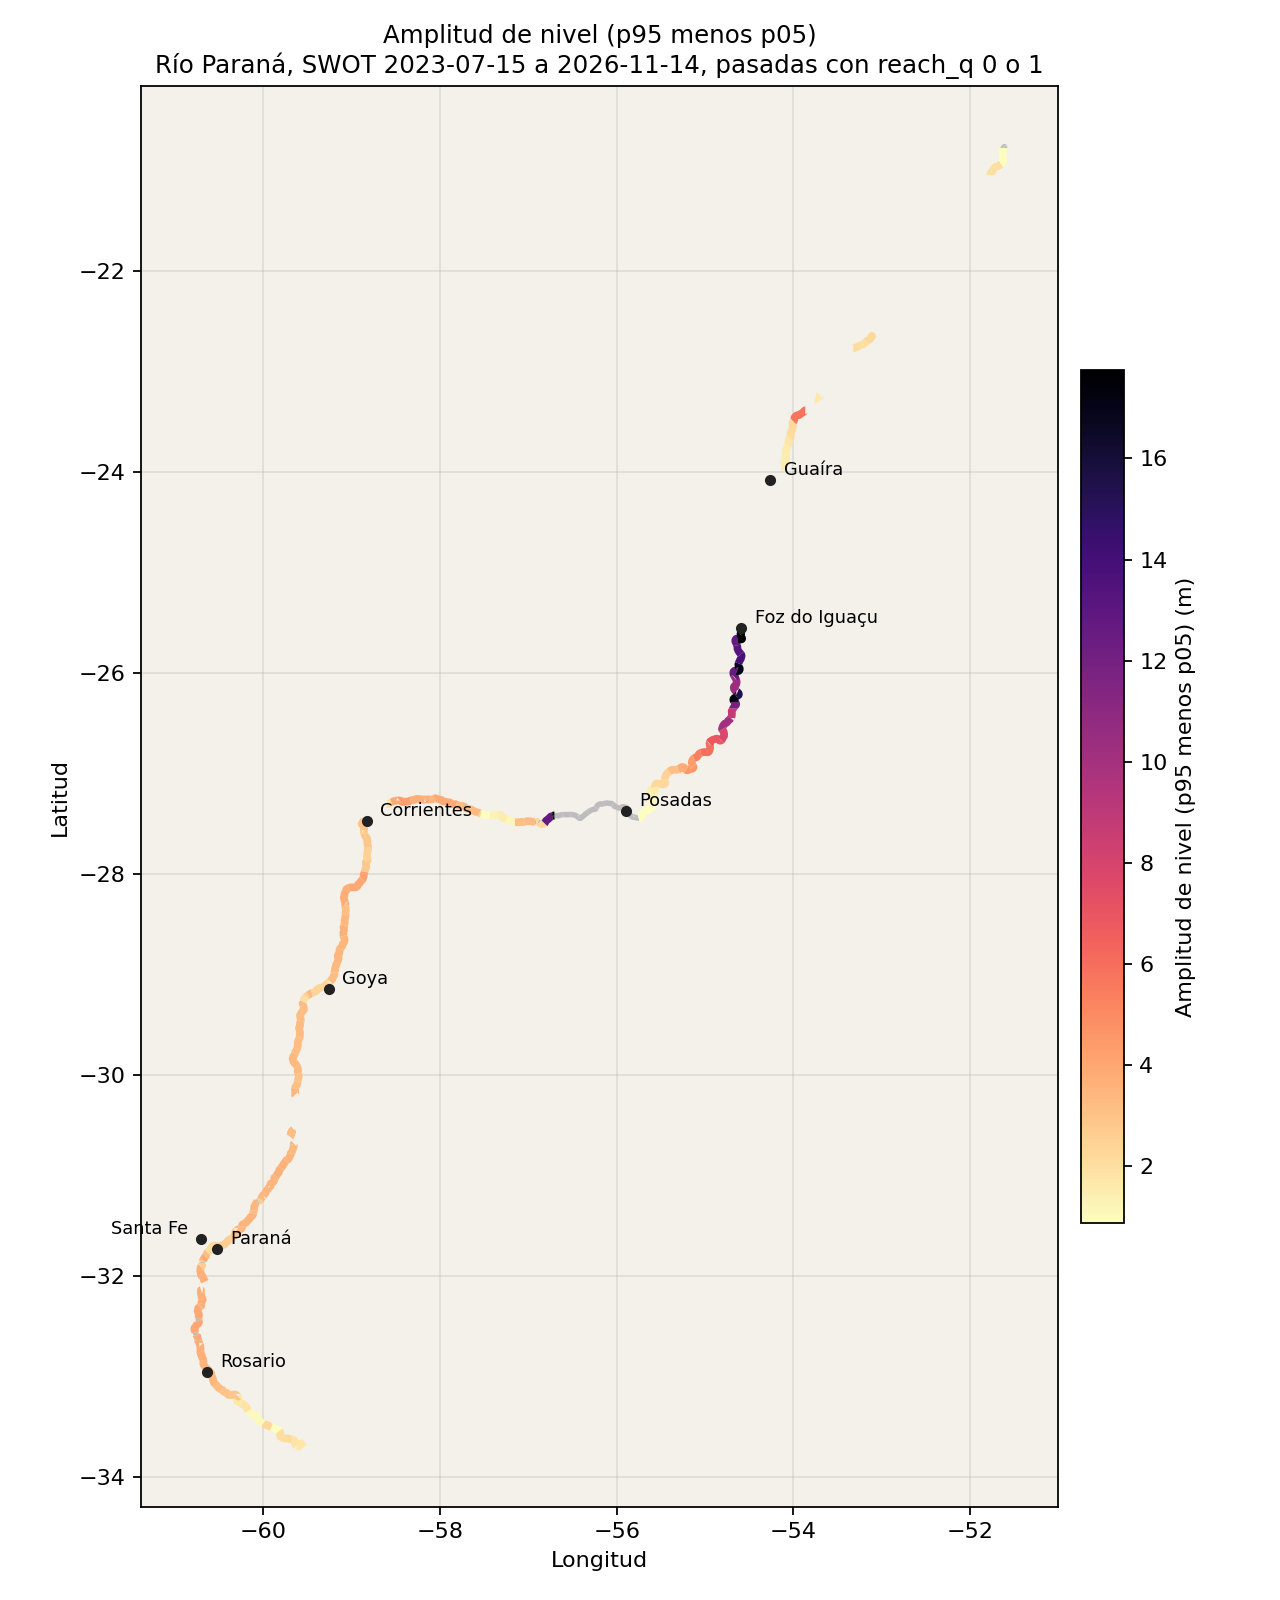 Amplitud de nivel (p95 menos p05)
Río Paraná, SWOT 2023-07-15 a 2026-11-14, pasadas con reach_q 0 o 1
−22
−24
−26
−28
−30
−32
−34
Latitud
Guaíra
Foz do Iguaçu
Posadas
Corrientes
Goya
Santa Fe
Paraná
Rosario
−60
−58
−56
−54
−52
Longitud
16
14
12
10
8
6
4
2
Amplitud de nivel (p95 menos p05) (m)